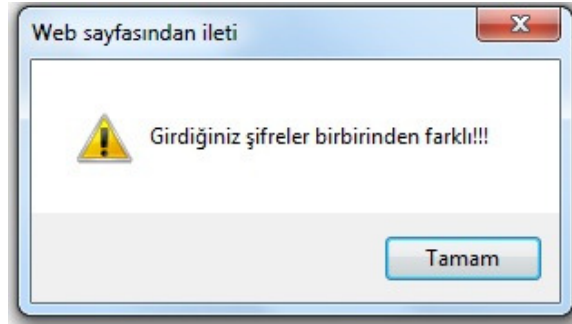 Web sayfasından ileti
Girdiğiniz şifreler birbirinden farklı!!!
Tamam